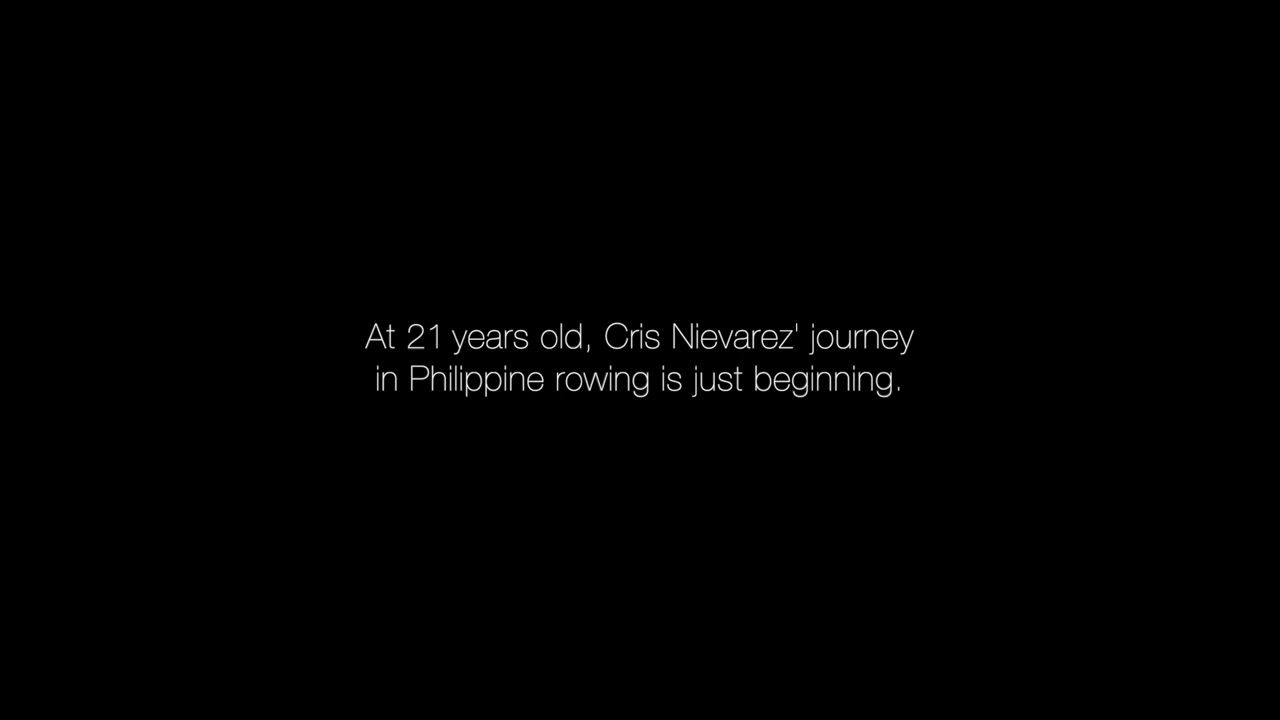 At 21 years old, Cris Nievarez' journey
in Philippine rowing is just beginning.